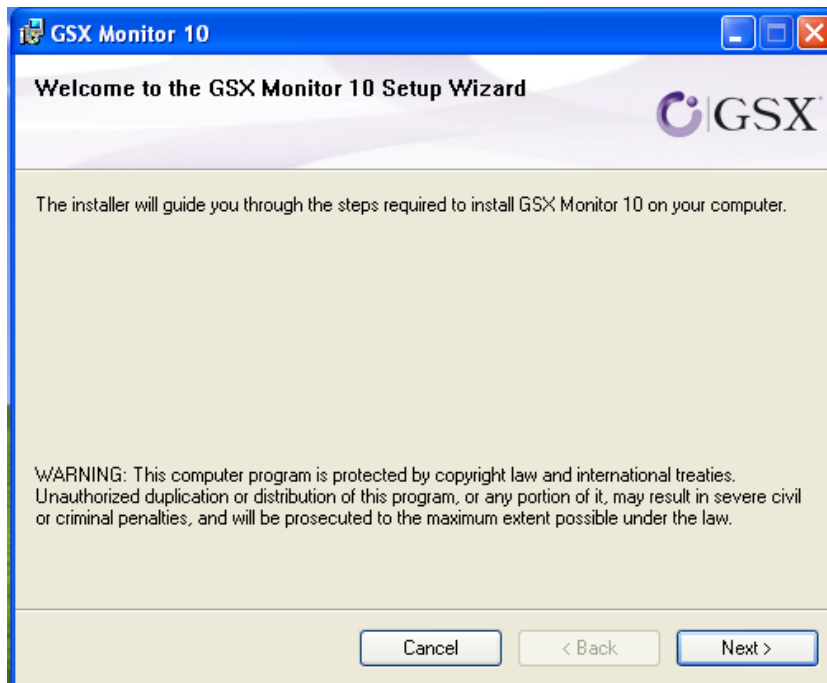 GSX Monitor 10
Welcome to the GSX Monitor 10 Setup Wizard
GSX
The installer will guide you through the steps required to install GSX Monitor 10 on your computer.
WARNING: This computer program is protected by copyright law and international treaties.
Unauthorized duplication or distribution of this program, or any portion of it, may result in severe civil
or criminal penalties, and will be prosecuted to the maximum extent possible under the law.
Cancel
< Back
Next >